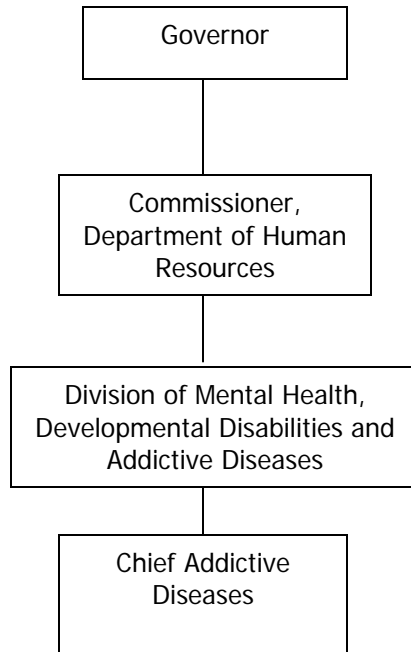 Governor
Commissioner,
Department of Human
Resources
Division of Mental Health,
Developmental Disabilities and
Addictive Diseases
Chief Addictive
Diseases